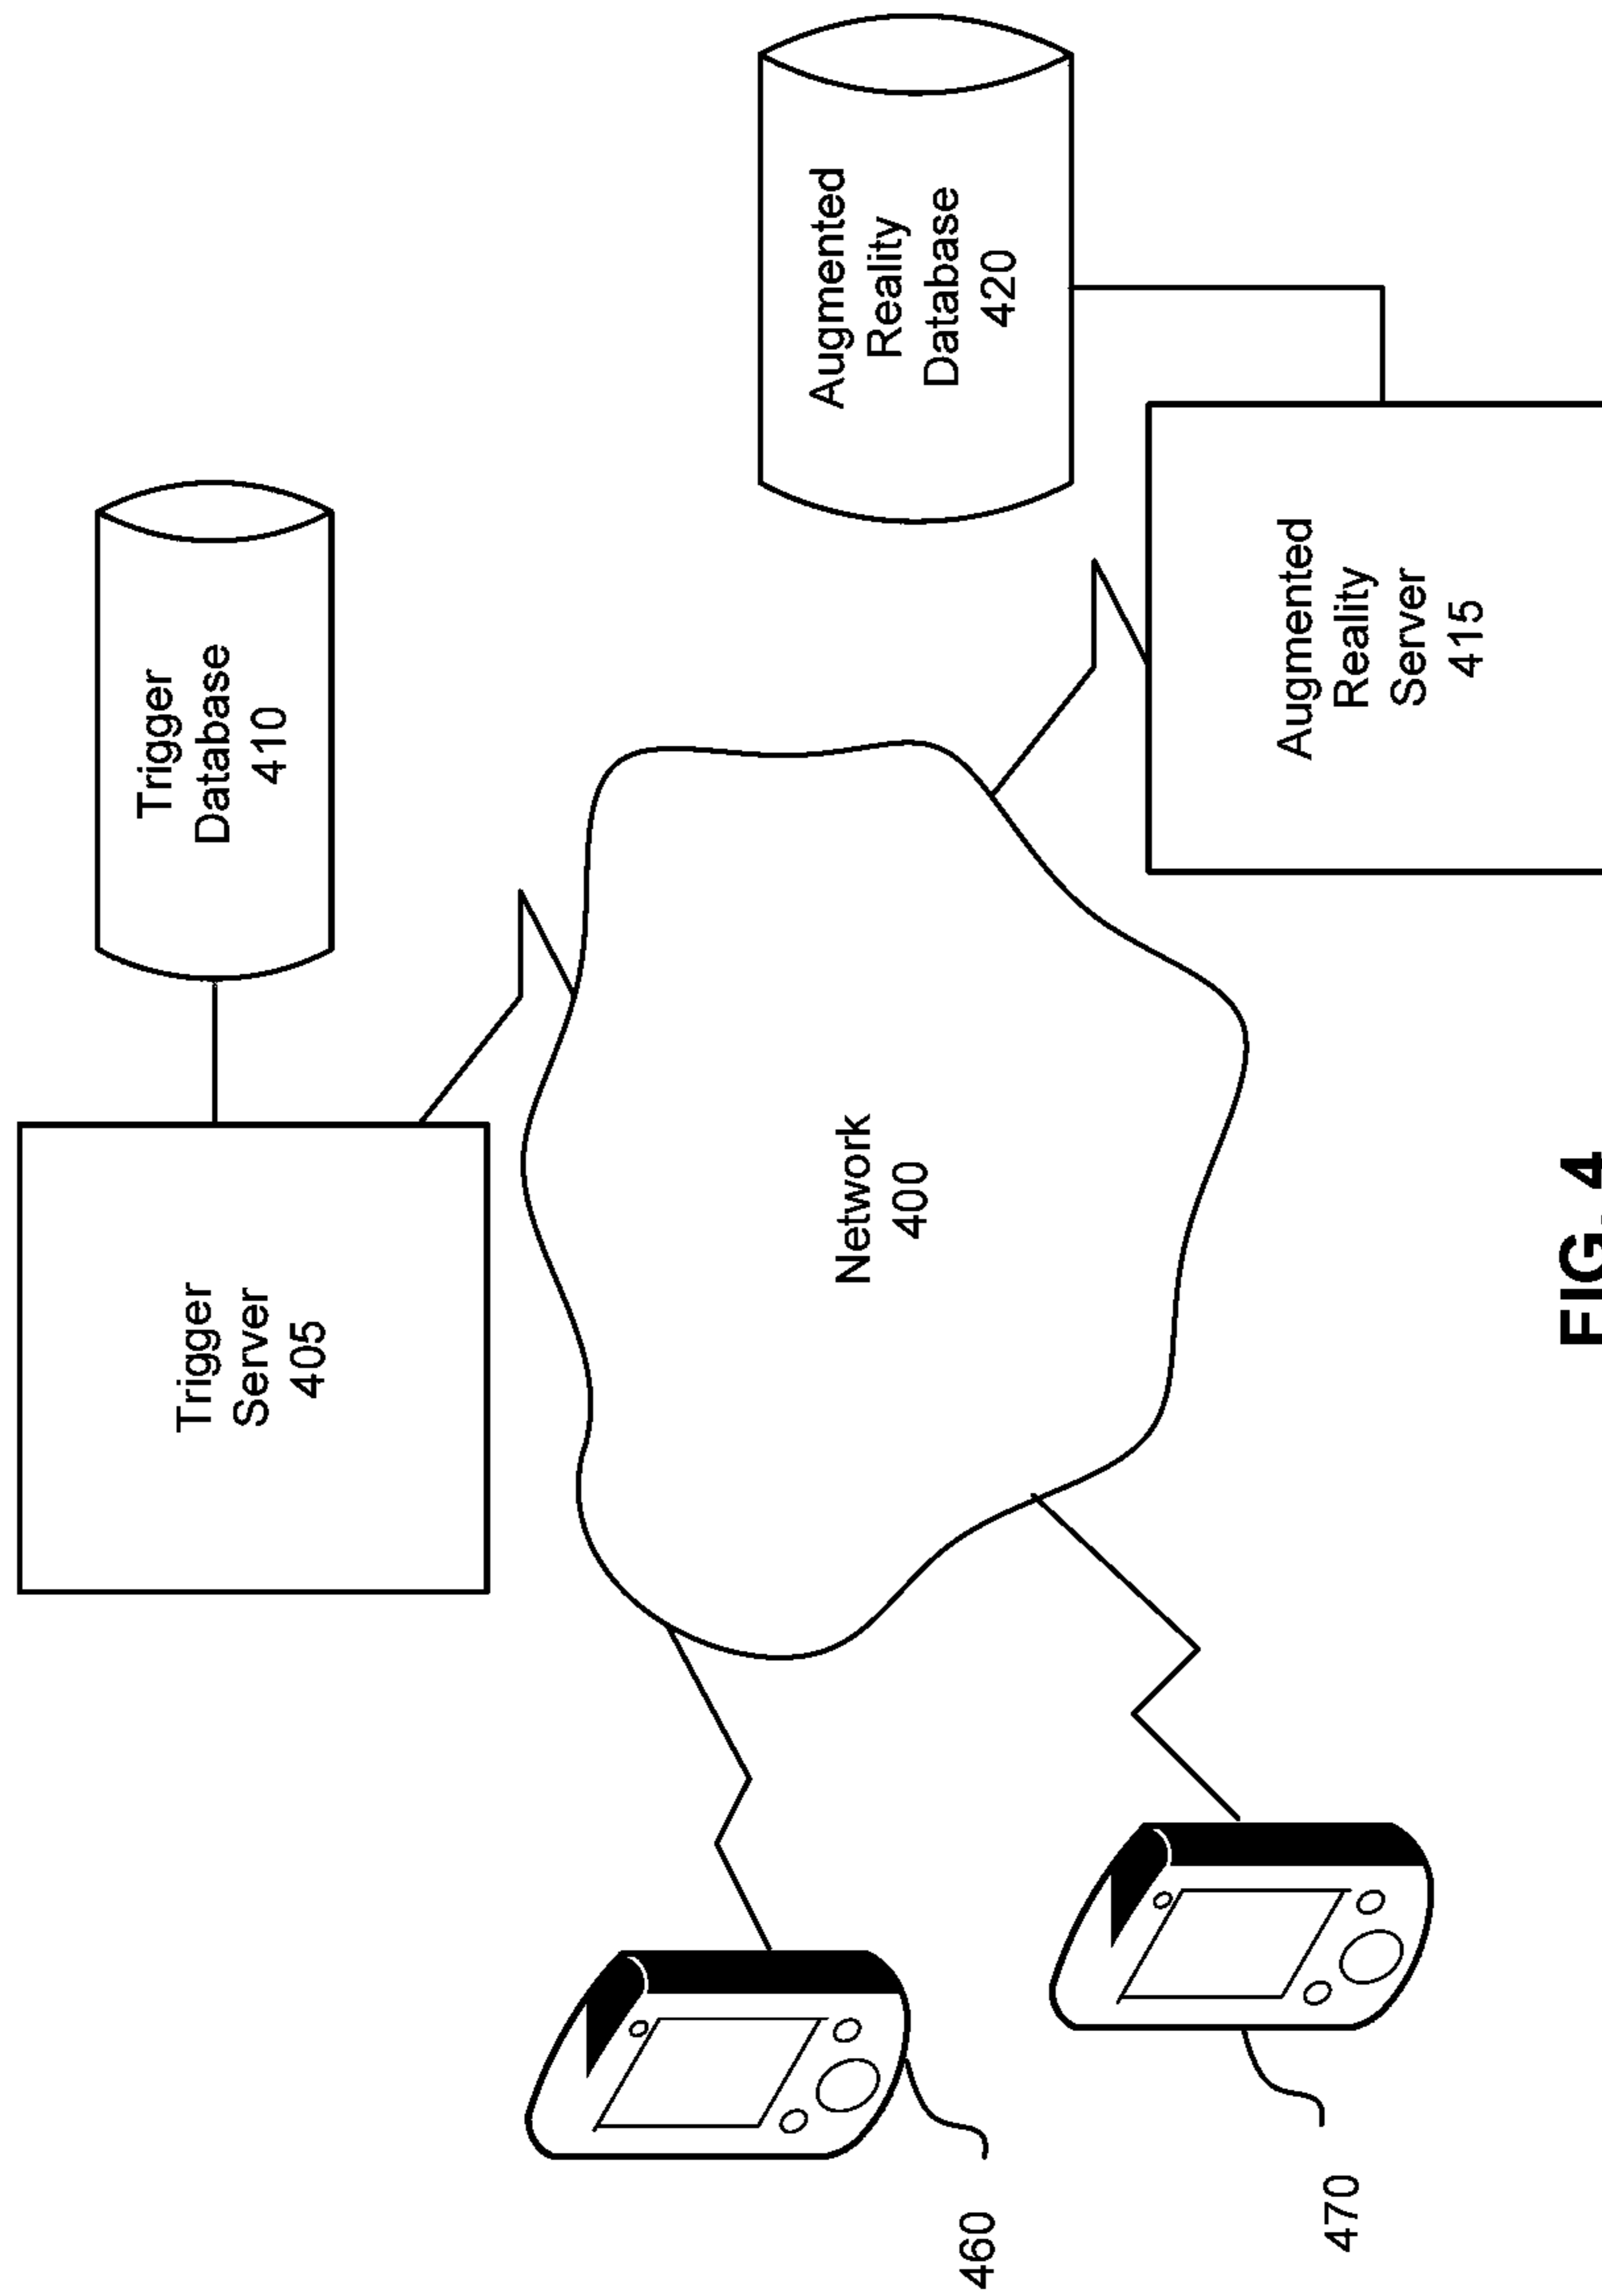 Trigger
Server
405
Trigger
Database
410
Network
400
Augmented
Reality
Database
420
Augmented
Reality
Server
415
460
470
FIG. 4